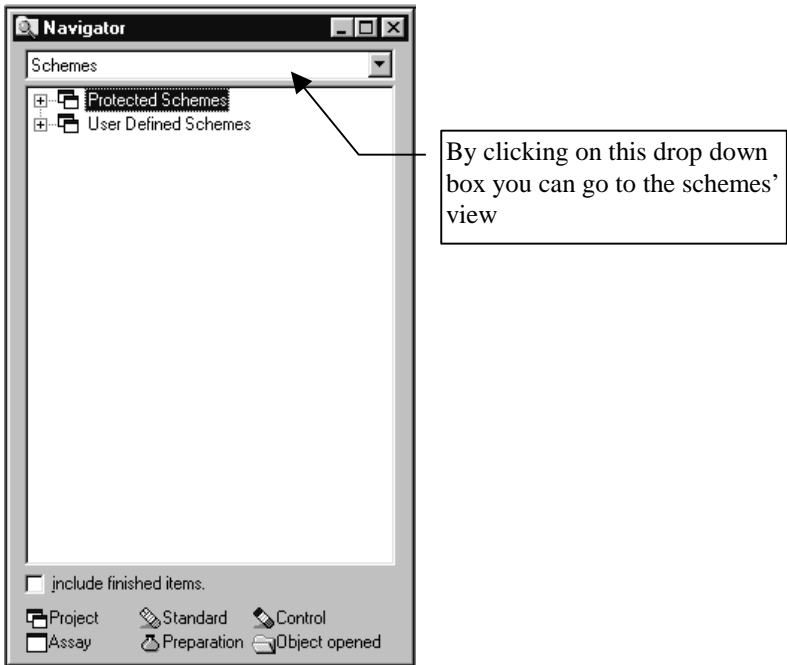 Navigator
Schemes
Protected Schemes
User Defined Schemes
By clicking on this drop down
box you can go to the schemes’
view
include finished items.
Project Standard Control
Assay Preparation Object opened